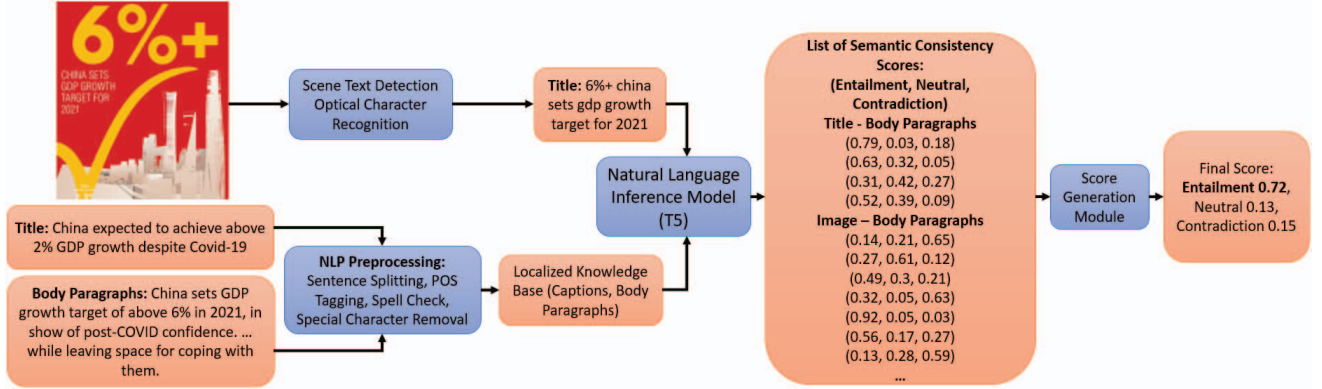 6%+
CHINA SETS
GDP GROWTH
TARGET FOR
2021
Scene Text Detection
Optical Character
Recognition
Title: 6%+ china
sets gdp growth
target for 2021
Title: China expected to achieve above
2% GDP growth despite Covid-19
Body Paragraphs: China sets GDP
growth target of above 6% in 2021, in
show of post-COVID confidence. ...
while leaving space for coping with
them.
NLP Preprocessing:
Sentence Splitting, POS
Tagging, Spell Check,
Special Character Removal
Localized Knowledge
Base (Captions, Body
Paragraphs)
Natural Language
Inference Model
(T5)
List of Semantic Consistency
Scores:
(Entailment, Neutral,
Contradiction)
Title - Body Paragraphs
(0.79, 0.03, 0.18)
(0.63, 0.32, 0.05)
(0.31, 0.42, 0.27)
(0.52, 0.39, 0.09)
Image – Body Paragraphs
(0.14, 0.21, 0.65)
(0.27, 0.61, 0.12)
(0.49, 0.3, 0.21)
(0.32, 0.05, 0.63)
(0.92, 0.05, 0.03)
(0.56, 0.17, 0.27)
(0.13, 0.28, 0.59)
...
Score
Generation
Module
Final Score:
Entailment 0.72,
Neutral 0.13,
Contradiction 0.15